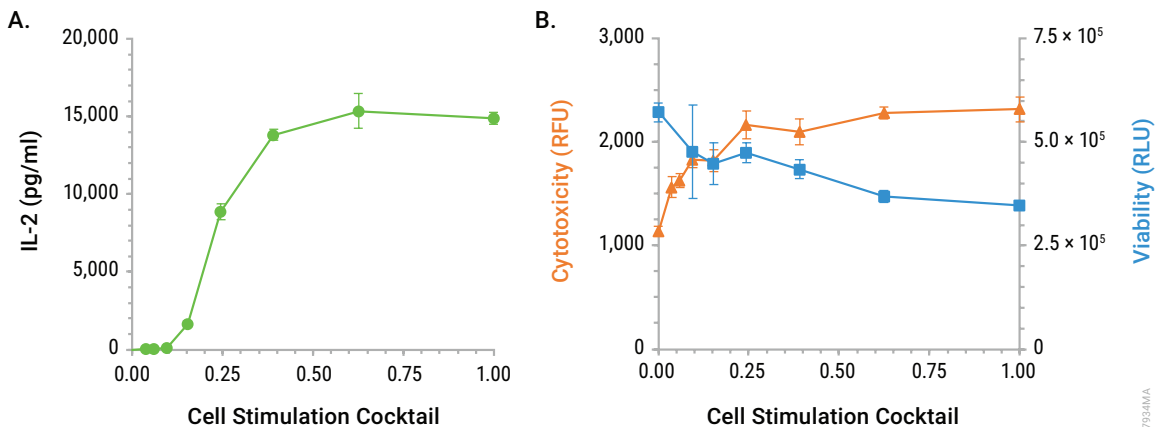 A.
20,000
15,000
10,000
5,000
0
IL-2 (pg/ml)
0.00 0.25 0.50 0.75 1.00
Cell Stimulation Cocktail
B.
3,000
2,000
1,000
0
Cytotoxicity (RFU)
7.5 × 10⁵
5.0 × 10⁵
2.5 × 10⁵
0
Viability (RLU)
0.00 0.25 0.50 0.75 1.00
Cell Stimulation Cocktail
7934MA